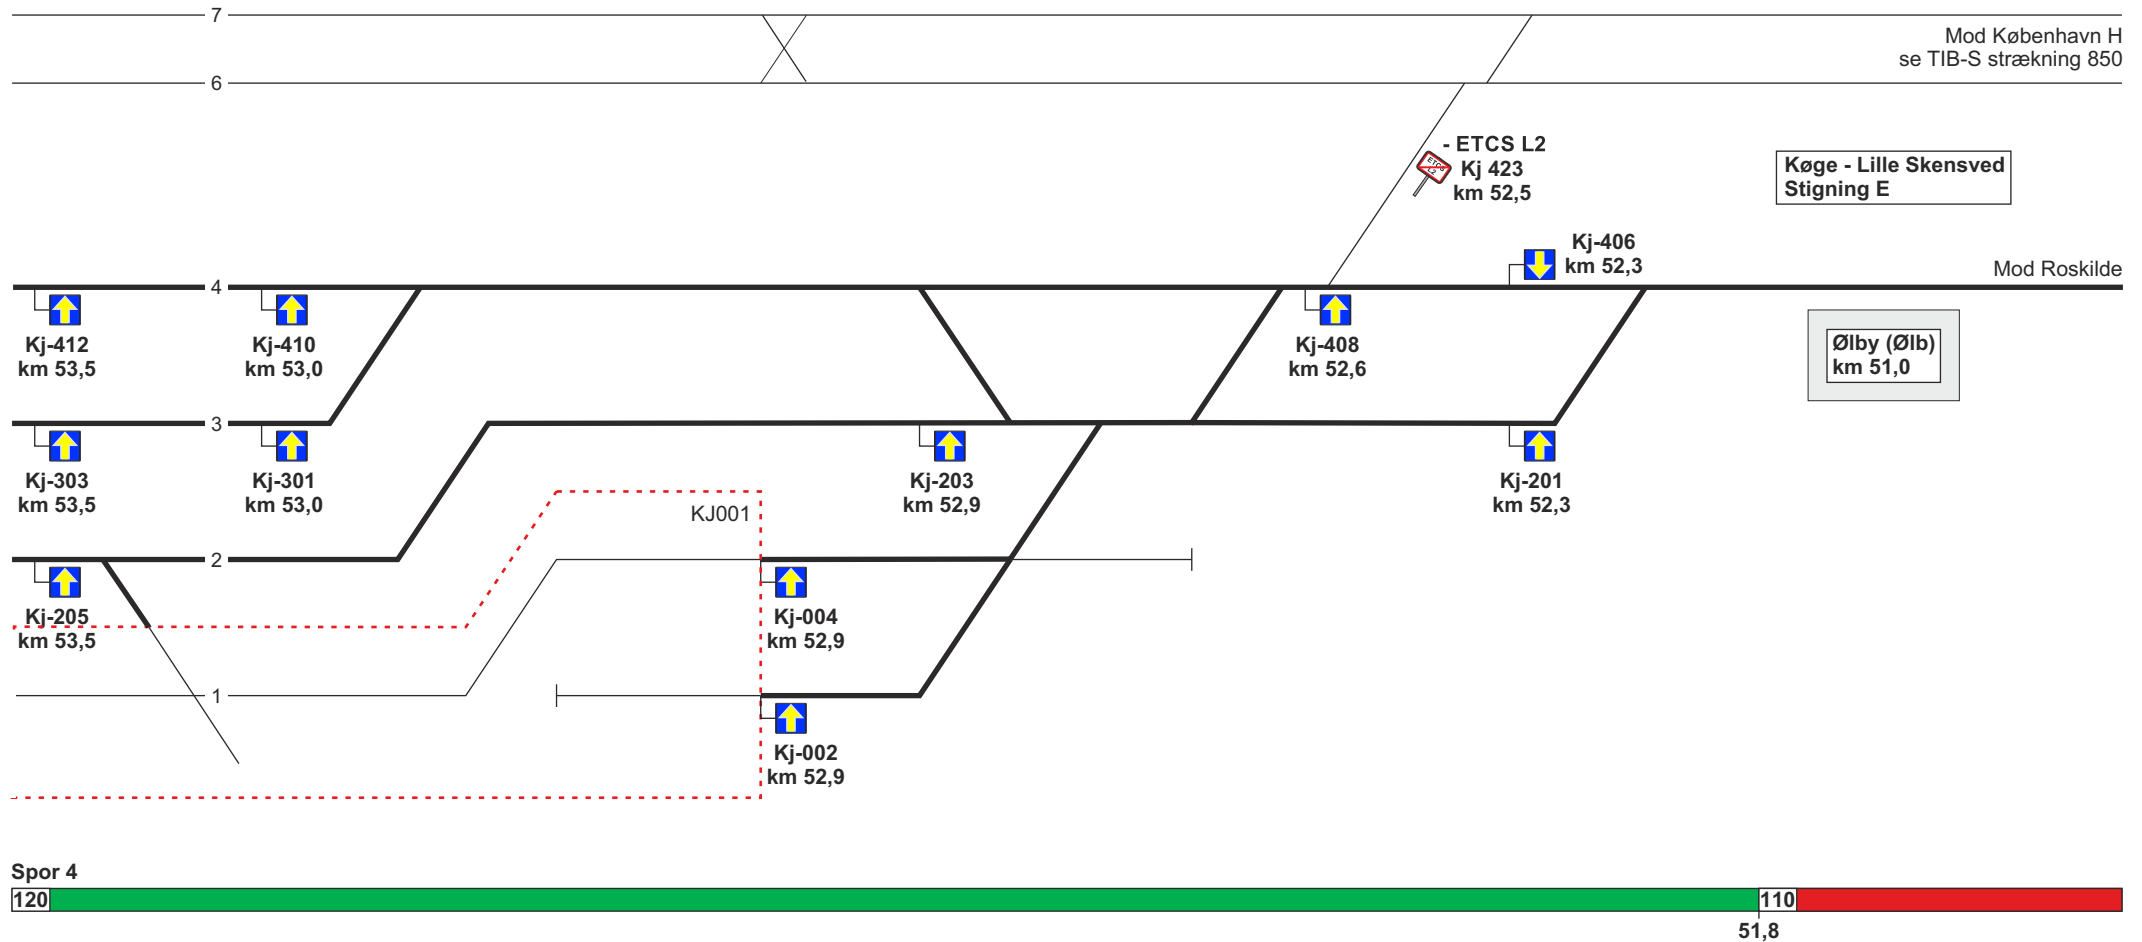 7
Mod København H
se TIB-S strækning 850
6
- ETCS L2
Kj 423
km 52,5
ETCS
L2
Køge - Lille Skensved
Stigning E
Kj-406
km 52,3
Mod Roskilde
4
Kj-412
km 53,5
Kj-410
km 53,0
Kj-408
km 52,6
Ølby (Ølb)
km 51,0
3
Kj-303
km 53,5
Kj-301
km 53,0
Kj-203
km 52,9
Kj-201
km 52,3
KJ001
2
Kj-205
km 53,5
Kj-004
km 52,9
1
Kj-002
km 52,9
Spor 4
120
110
51,8